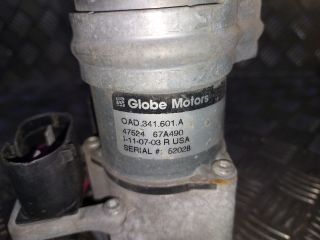 Globe Motors
OAD.341.601.A
47524 67A490
1-11-07-03 R USA
SERIAL #: 52028